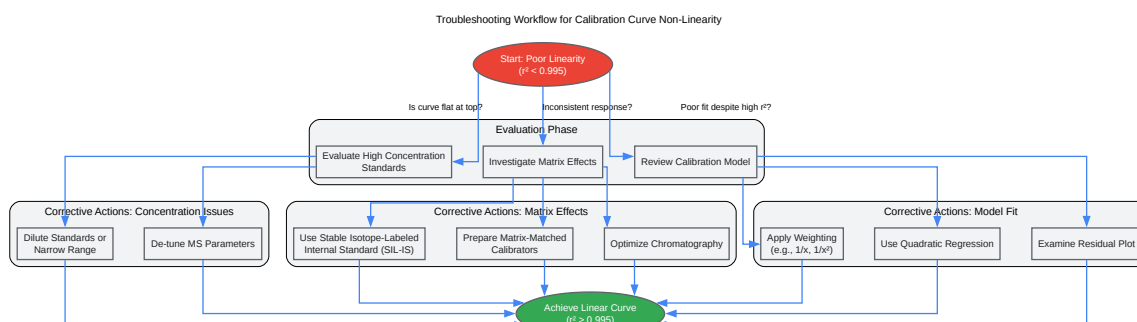 Troubleshooting Workflow for Calibration Curve Non-Linearity
Start: Poor Linearity
(r² < 0.995)
Is curve flat at top?
Inconsistent response?
Poor fit despite high r²?
Evaluation Phase
Evaluate High Concentration
Standards
Investigate Matrix Effects
Review Calibration Model
Corrective Actions: Concentration Issues
Corrective Actions: Matrix Effects
Corrective Actions: Model Fit
Dilute Standards or
Narrow Range
De-tune MS Parameters
Use Stable Isotope-Labeled
Internal Standard (SIL-IS)
Prepare Matrix-Matched
Calibrators
Optimize Chromatography
Apply Weighting
(e.g., 1/x, 1/x²)
Use Quadratic Regression
Examine Residual Plot
Achieve Linear Curve
(r² > 0.995)